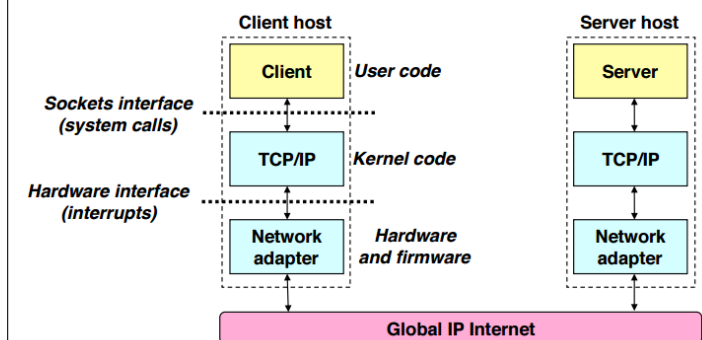 Client host
Server host
Client
User code
Server
Sockets interface
(system calls)
TCP/IP
Kernel code
TCP/IP
Hardware interface
(interrupts)
Network
adapter
Hardware
and firmware
Network
adapter
Global IP Internet